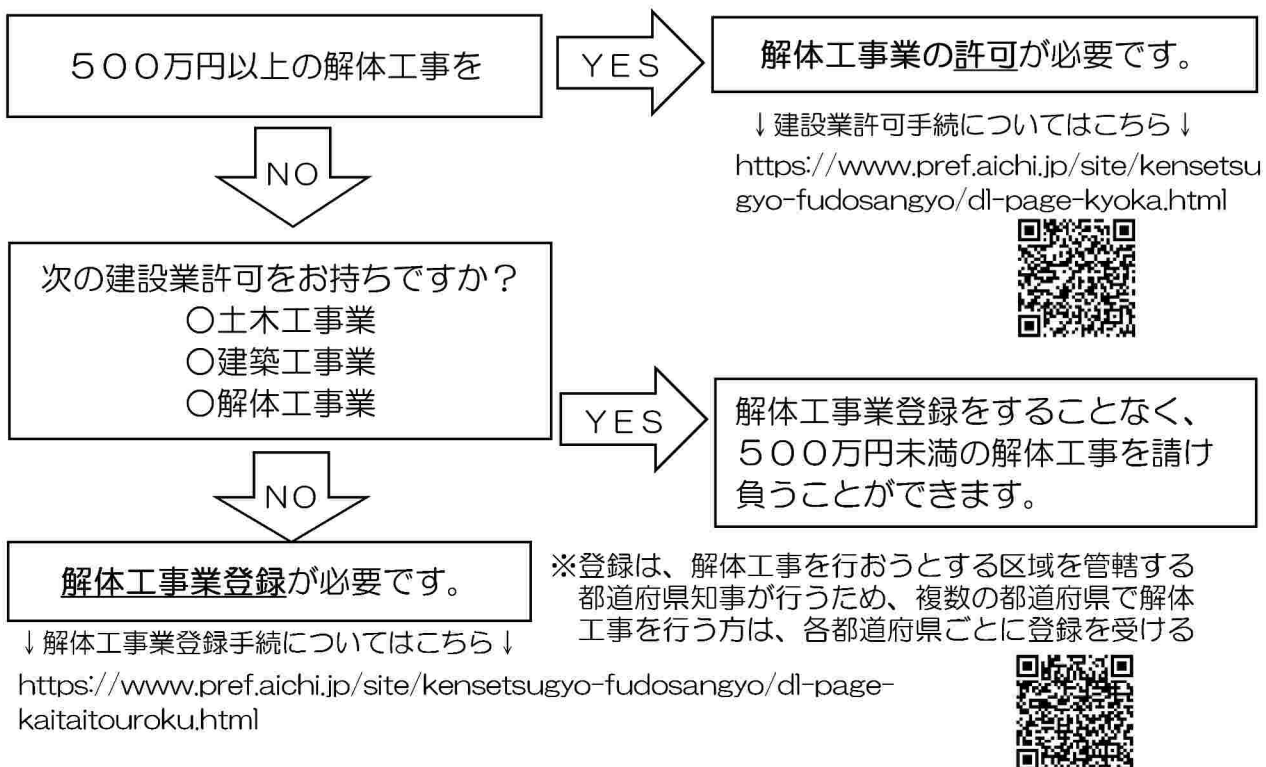 ５００万円以上の解体工事を
ＹＥＳ
解体工事業の許可が必要です。
↓建設業許可手続についてはこちら↓
https://www.pref.aichi.jp/site/kensetsu
gyo-fudosangyo/dl-page-kyoka.html
ＮＯ
次の建設業許可をお持ちですか？
〇土木工事業
〇建築工事業
〇解体工事業
ＹＥＳ
解体工事業登録をすることなく、
５００万円未満の解体工事を請け
負うことができます。
ＮＯ
解体工事業登録が必要です。
↓解体工事業登録手続についてはこちら↓
https://www.pref.aichi.jp/site/kensetsugyo-fudosangyo/dl-page-
kaitaitouroku.html
※登録は、解体工事を行おうとする区域を管轄する
都道府県知事が行うため、複数の都道府県で解体
工事を行う方は、各都道府県ごとに登録を受ける